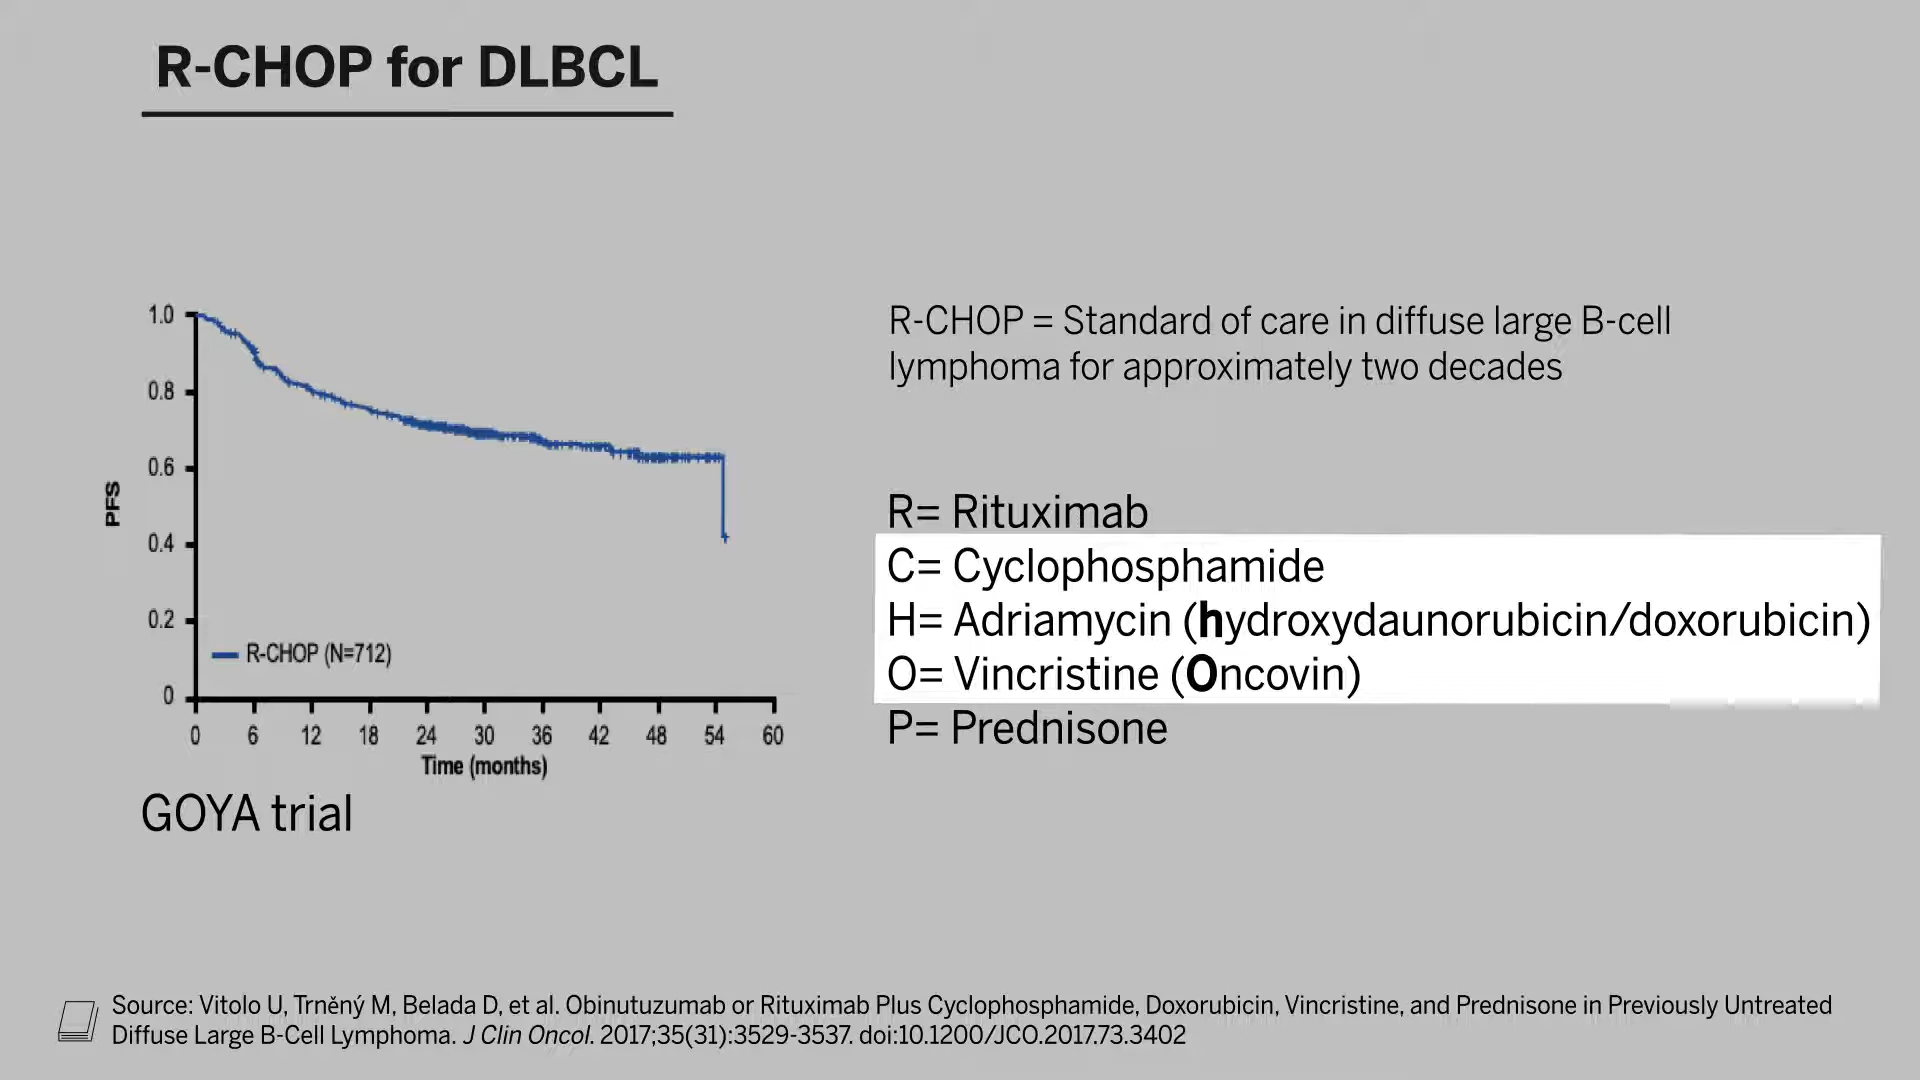 R-CHOP for DLBCL
1.0
0.8
0.6
0.4
0.2
0
PFS
R-CHOP (N=712)
0 6 12 18 24 30 36 42 48 54 60
Time (months)
GOYA trial
R-CHOP = Standard of care in diffuse large B-cell
lymphoma for approximately two decades
R= Rituximab
C= Cyclophosphamide
H= Adriamycin (hydroxydaunorubicin/doxorubicin)
O= Vincristine (Oncovin)
P= Prednisone
Source: Vitolo U, Trněný M, Belada D, et al. Obinutuzumab or Rituximab Plus Cyclophosphamide, Doxorubicin, Vincristine, and Prednisone in Previously Untreated
Diffuse Large B-Cell Lymphoma. J Clin Oncol. 2017;35(31):3529-3537. doi:10.1200/JCO.2017.73.3402